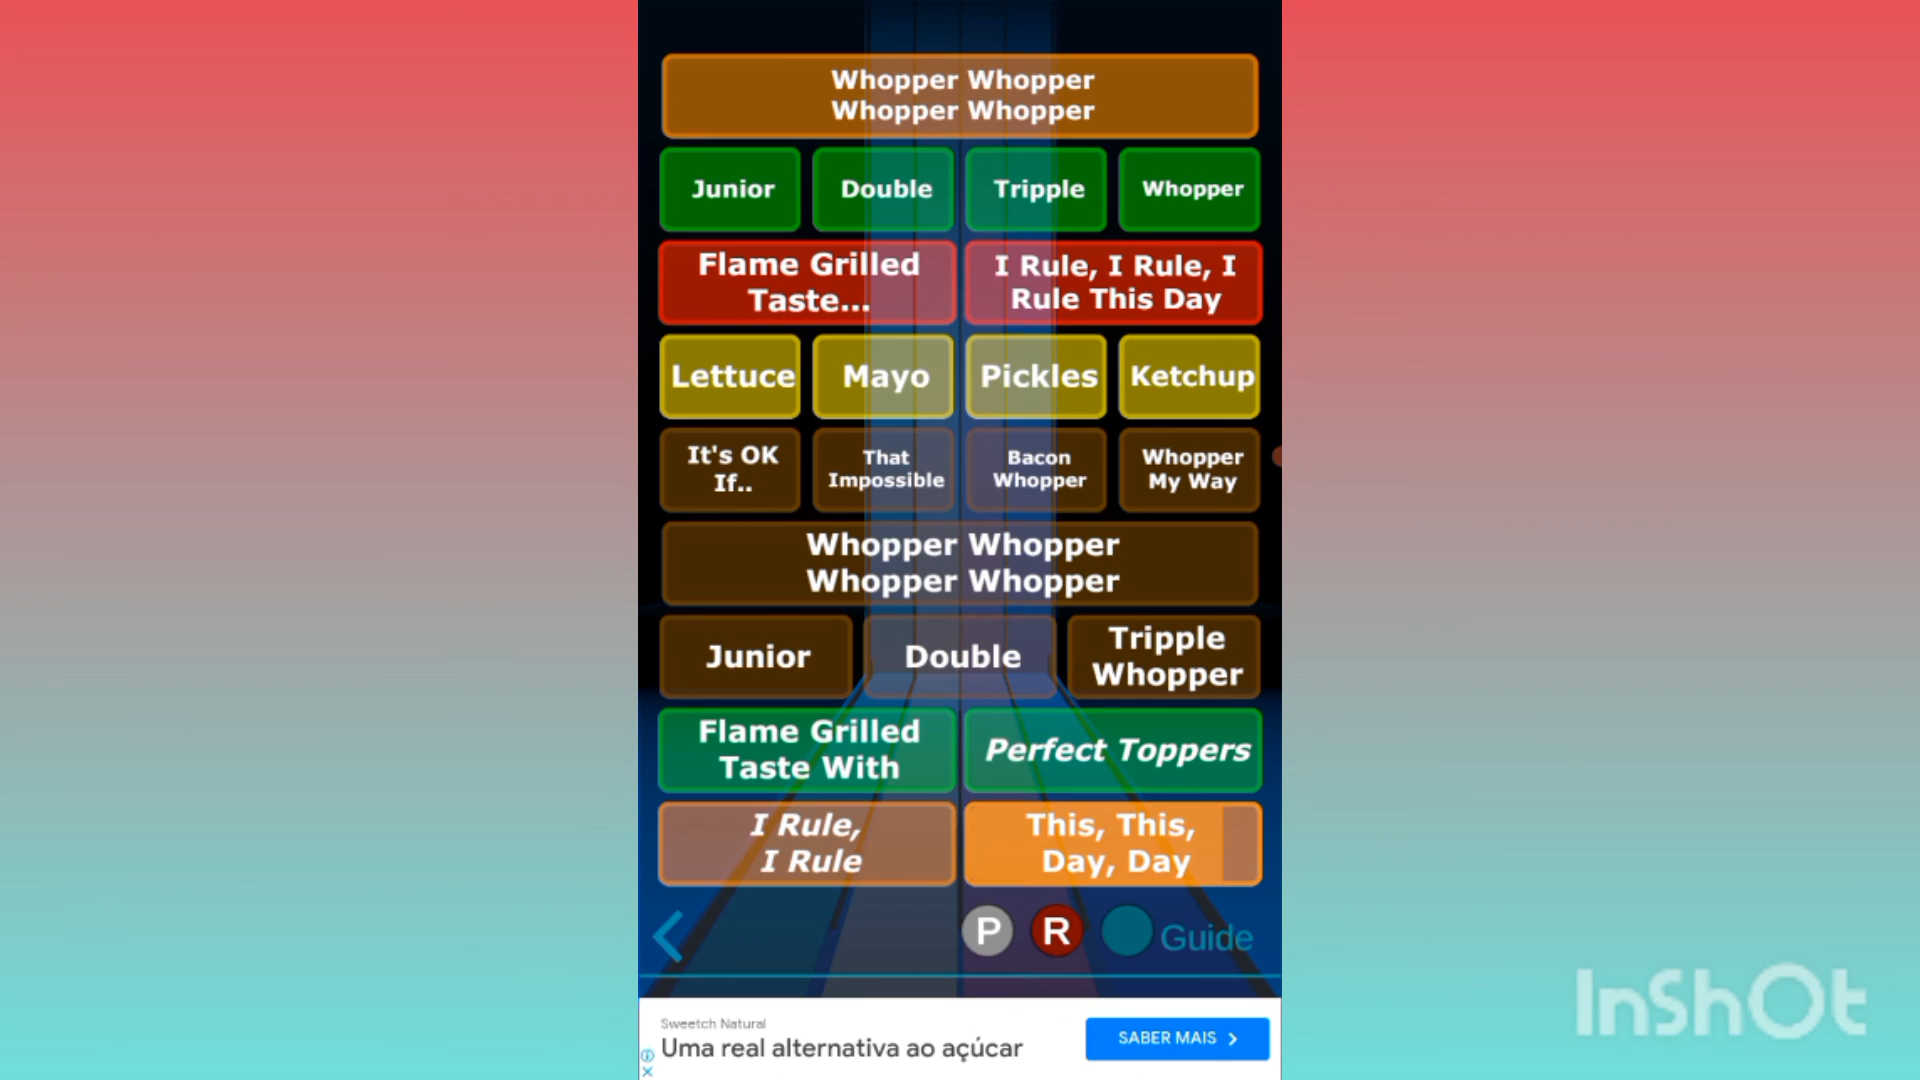 Whopper Whopper
Whopper Whopper
Junior
Double
Tripple
Whopper
Flame Grilled
Taste...
I Rule, I Rule, I
Rule This Day
Lettuce
Mayo
Pickles
Ketchup
It's OK
If..
That
Impossible
Bacon
Whopper
Whopper
My Way
Whopper Whopper
Whopper Whopper
Junior
Double
Tripple
Whopper
Flame Grilled
Taste With
Perfect Toppers
I Rule,
I Rule
This, This,
Day, Day
P
R
Guide
Sweetch Natural
Uma real alternativa ao açúcar
SABER MAIS
InShOt